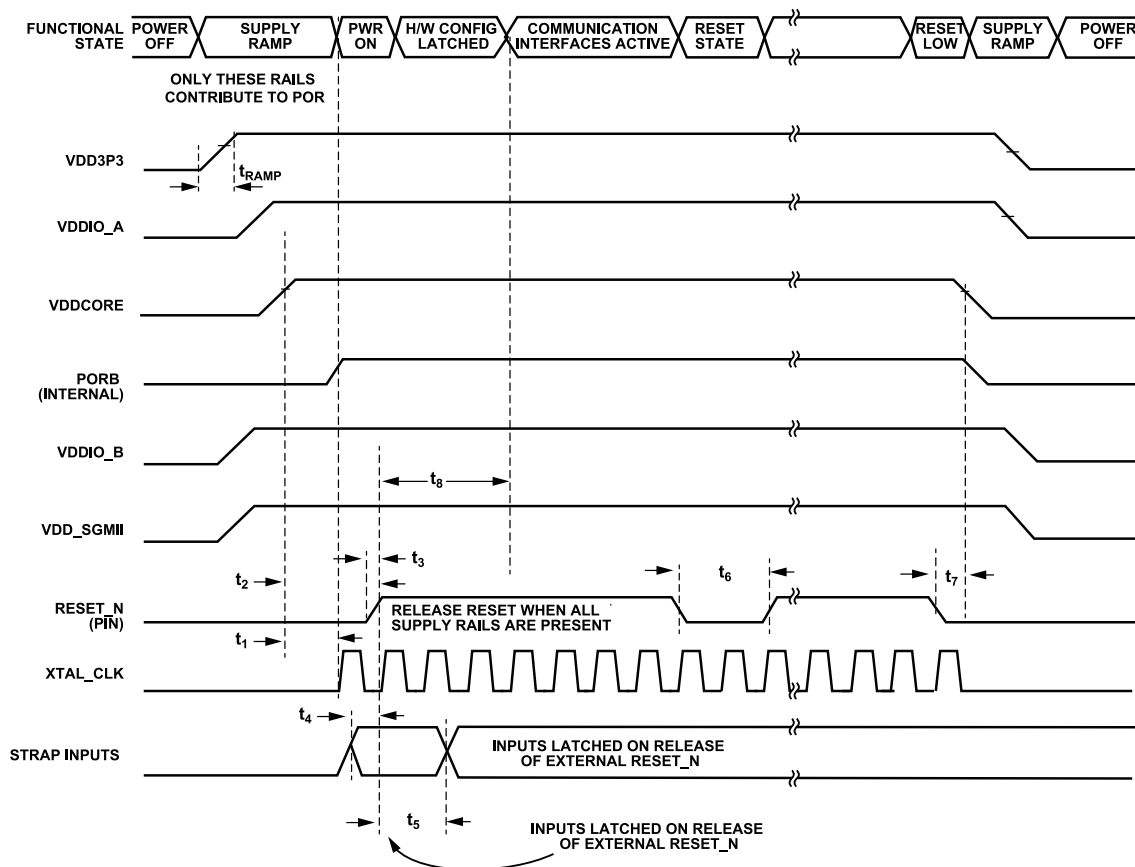 FUNCTIONAL
STATE
POWER
OFF
SUPPLY
RAMP
PWR
ON
H/W CONFIG
LATCHED
COMMUNICATION
INTERFACES ACTIVE
RESET
STATE
RESET
LOW
SUPPLY
RAMP
POWER
OFF
ONLY THESE RAILS
CONTRIBUTE TO POR
VDD3P3
tRAMP
VDDIO_A
VDDCORE
PORB
(INTERNAL)
VDDIO_B
t8
VDD_SGMII
t3
t2
t6
t7
RESET_N
(PIN)
RELEASE RESET WHEN ALL
SUPPLY RAILS ARE PRESENT
t1
XTAL_CLK
t4
STRAP INPUTS
INPUTS LATCHED ON RELEASE
OF EXTERNAL RESET_N
t5
INPUTS LATCHED ON RELEASE
OF EXTERNAL RESET_N